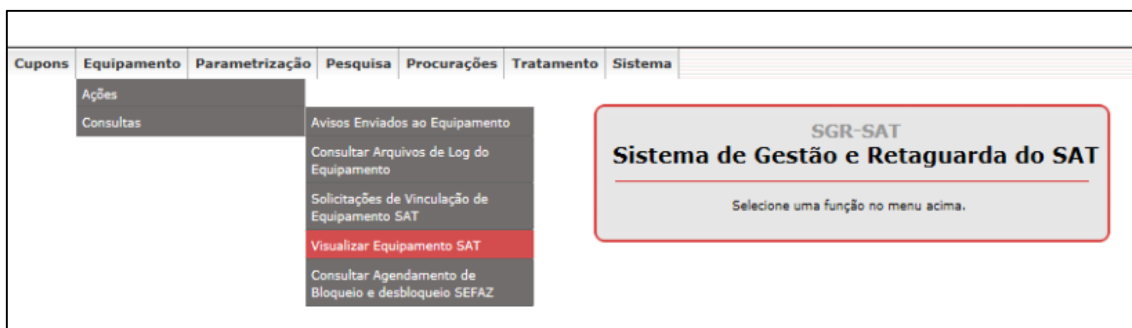 Cupons Equipamento Parametrização Pesquisa Procurações Tratamento Sistema
Ações
Consultas
Avisos Enviados ao Equipamento
Consultar Arquivos de Log do
Equipamento
Solicitações de Vinculação de
Equipamento SAT
Visualizar Equipamento SAT
Consultar Agendamento de
Bloqueio e desbloqueio SEFAZ
SGR-SAT
Sistema de Gestão e Retaguarda do SAT
Selecione uma função no menu acima.